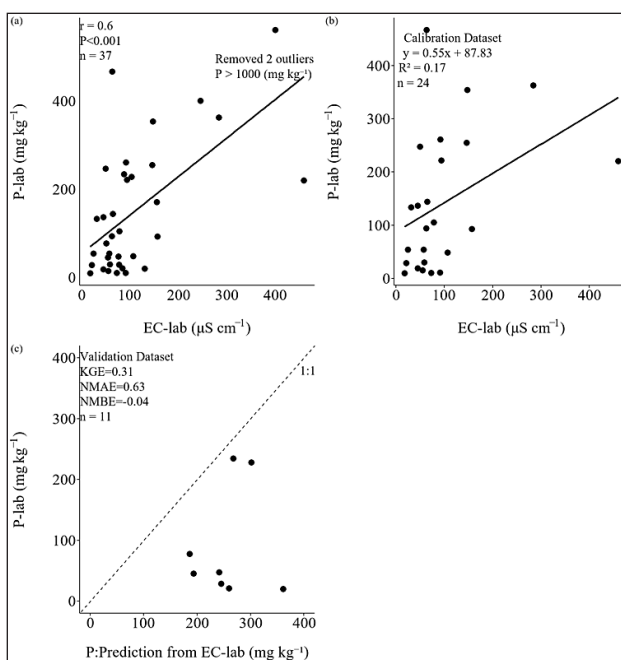 (a)
r = 0.6
P<0.001
n = 37
Removed 2 outliers
P > 1000 (mg kg⁻¹)
P-lab (mg kg⁻¹)
400
200
0
0 100 200 300 400
EC-lab (µS cm⁻¹)
(b)
Calibration Dataset
y = 0.55x + 87.83
R² = 0.17
n = 24
P-lab (mg kg⁻¹)
400
300
200
100
0
0 100 200 300 400
EC-lab (µS cm⁻¹)
(c)
Validation Dataset
KGE=0.31
NMAE=0.63
NMBE=-0.04
n = 11
1:1
P-lab (mg kg⁻¹)
400
300
200
100
0
0 100 200 300 400
P:Prediction from EC-lab (mg kg⁻¹)